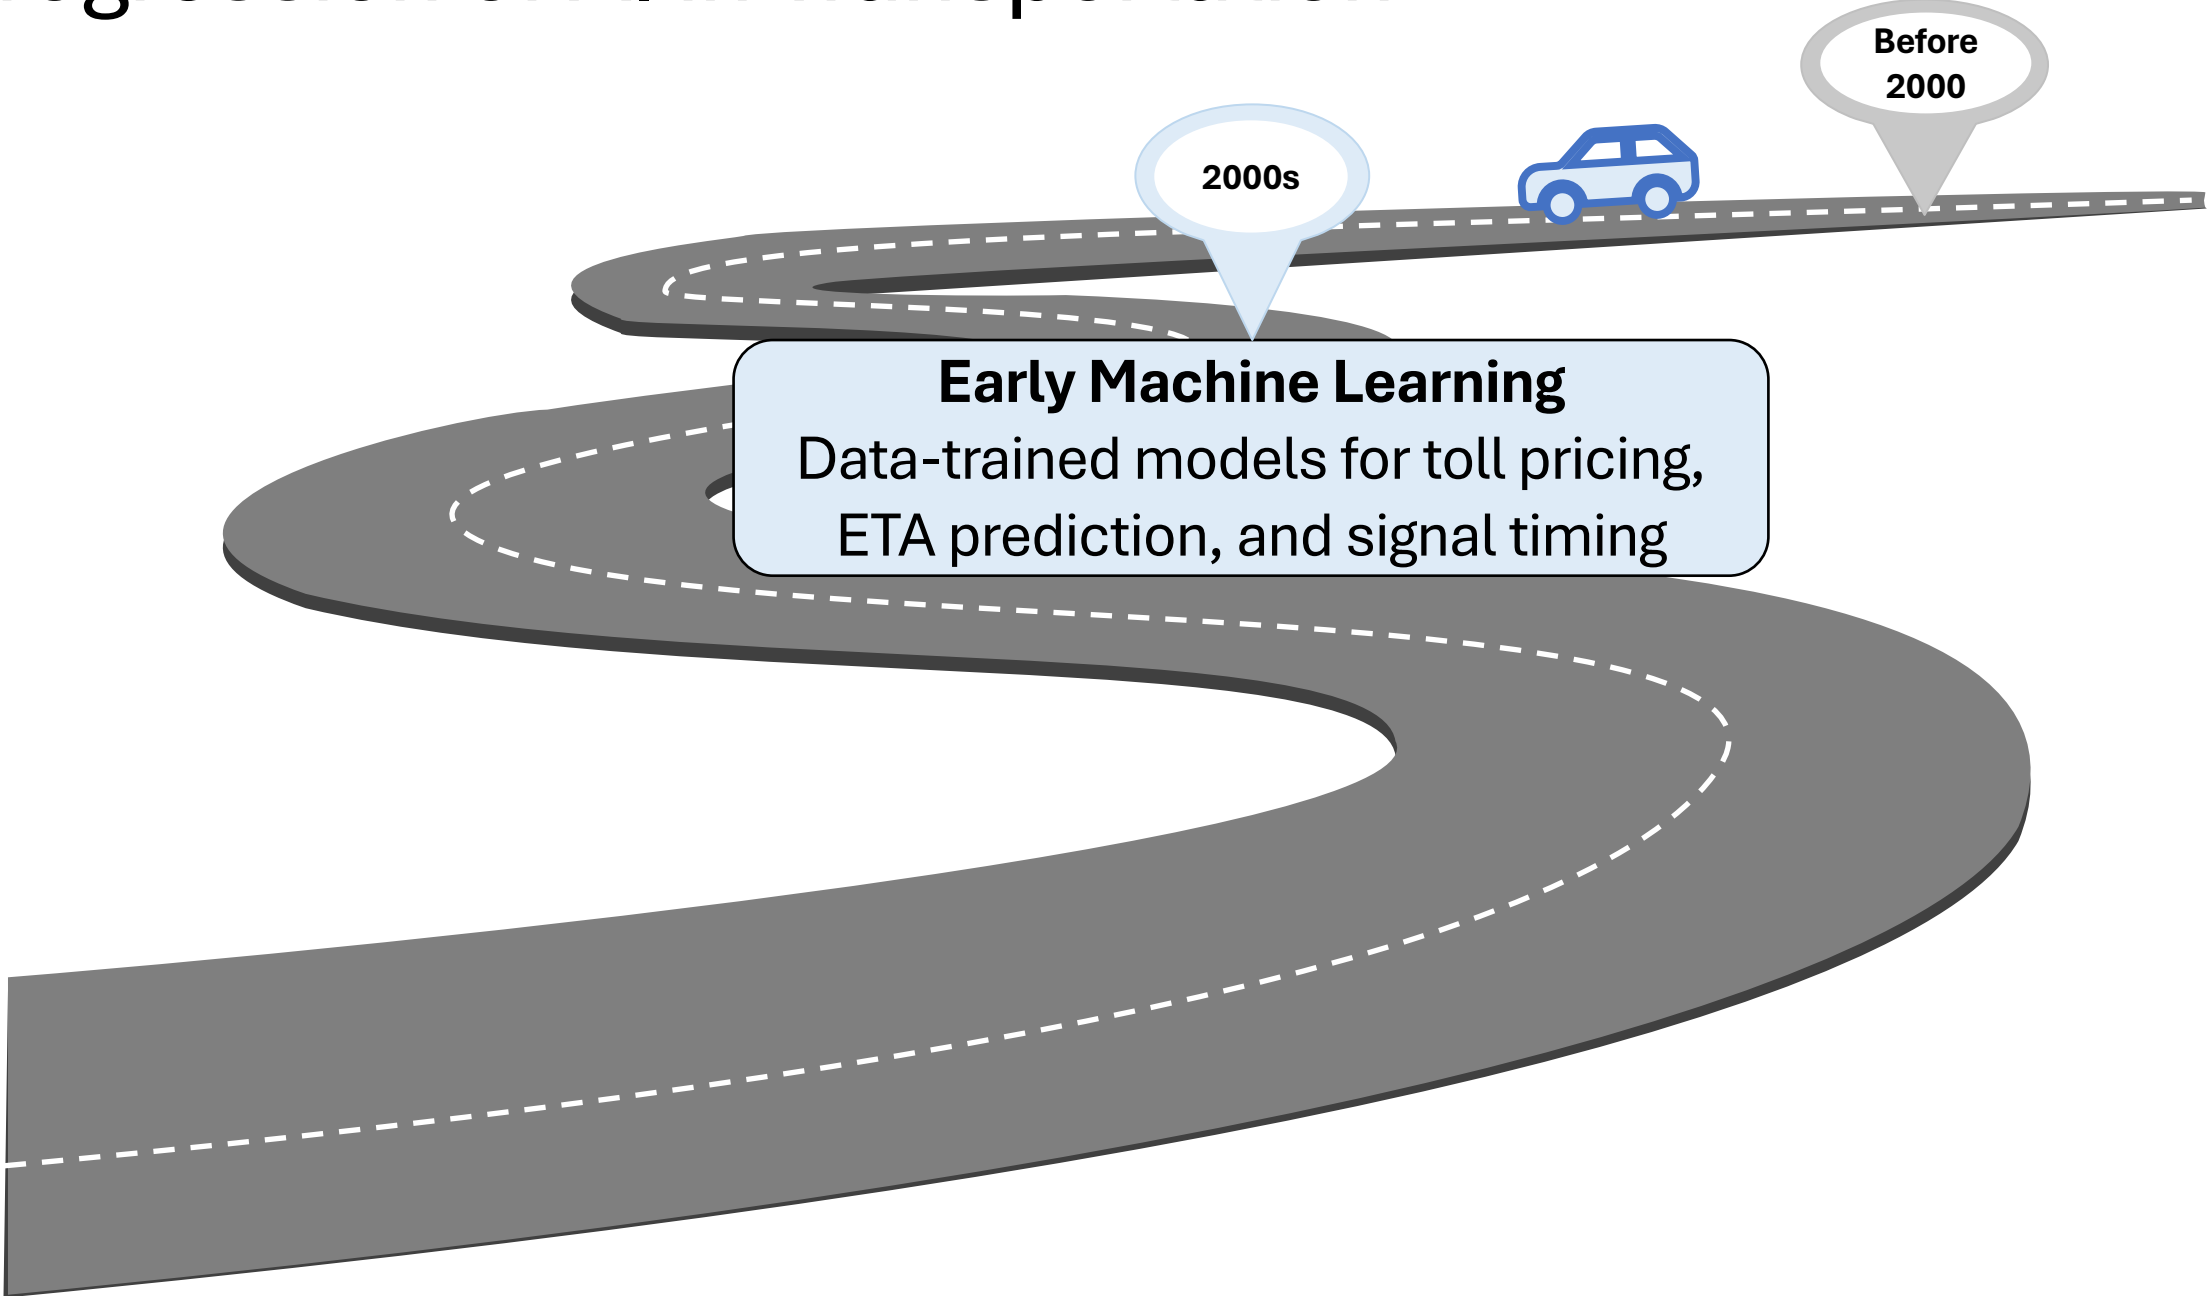 Before
2000
2000s
Early Machine Learning
Data-trained models for toll pricing,
ETA prediction, and signal timing